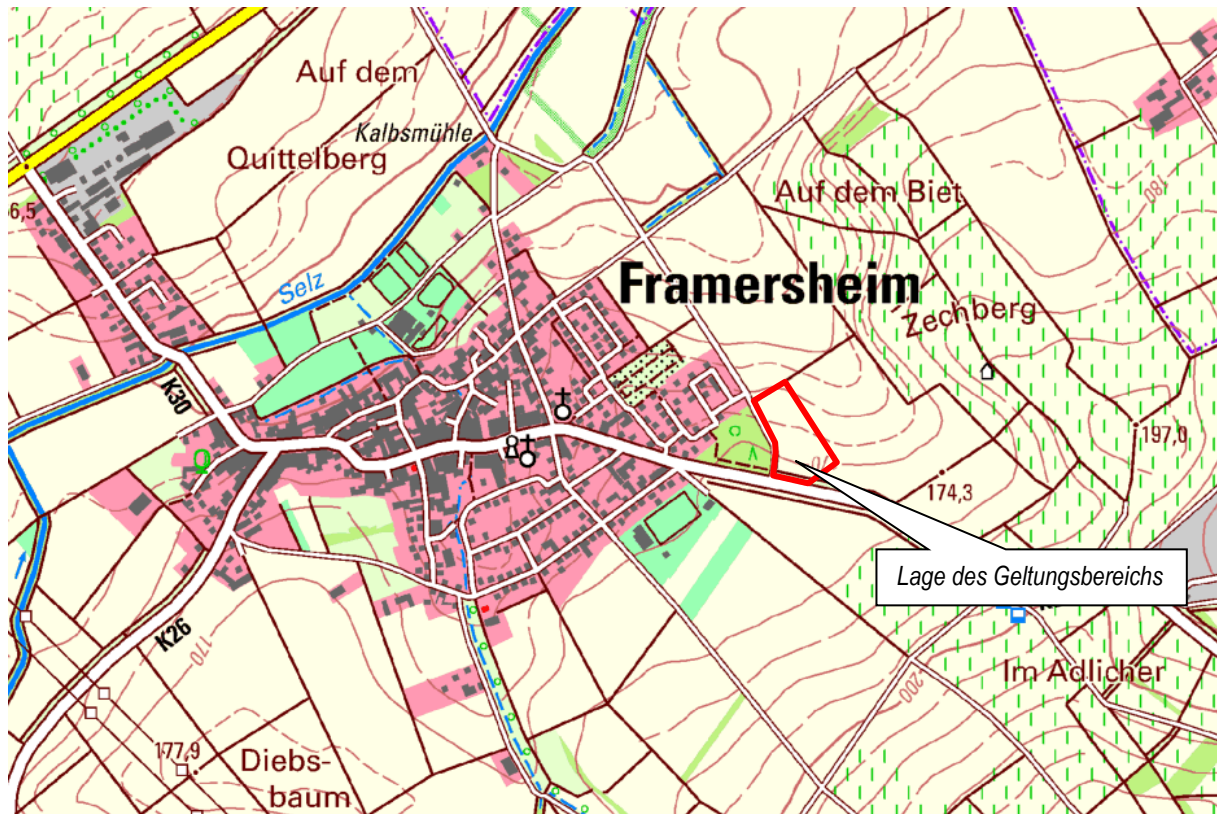 Auf dem
Kalbsmühle
Quittelberg
6,5
Auf dem Biet
180
Selz
Framersheim
Zechberg
K30
197,0
174,3
Lage des Geltungsbereichs
K26
170
200
Im Adlicher
177,9
Diebs-
baum